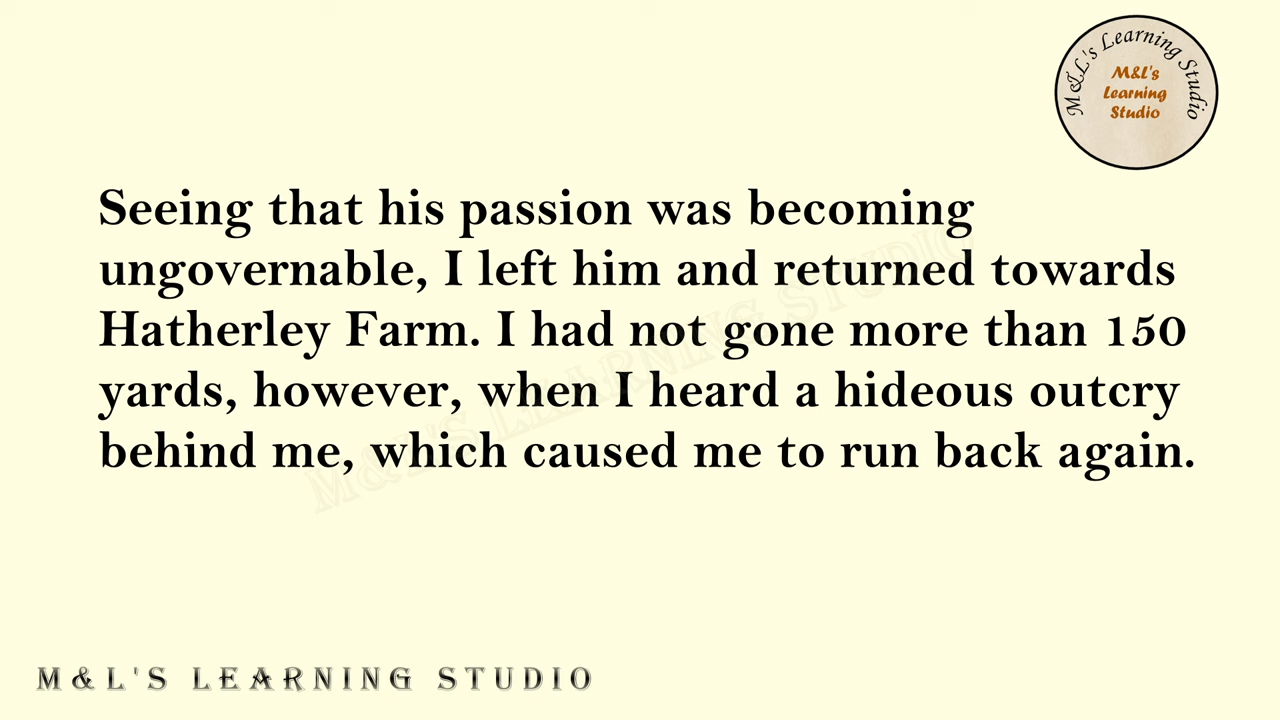 M&L's Learning Studio
M&L's
Learning
Studio
Seeing that his passion was becoming
ungovernable, I left him and returned towards
Hatherley Farm. I had not gone more than 150
yards, however, when I heard a hideous outcry
behind me, which caused me to run back again.
M&L'S LEARNING STUDIO
M&L'S LEARNING STUDIO